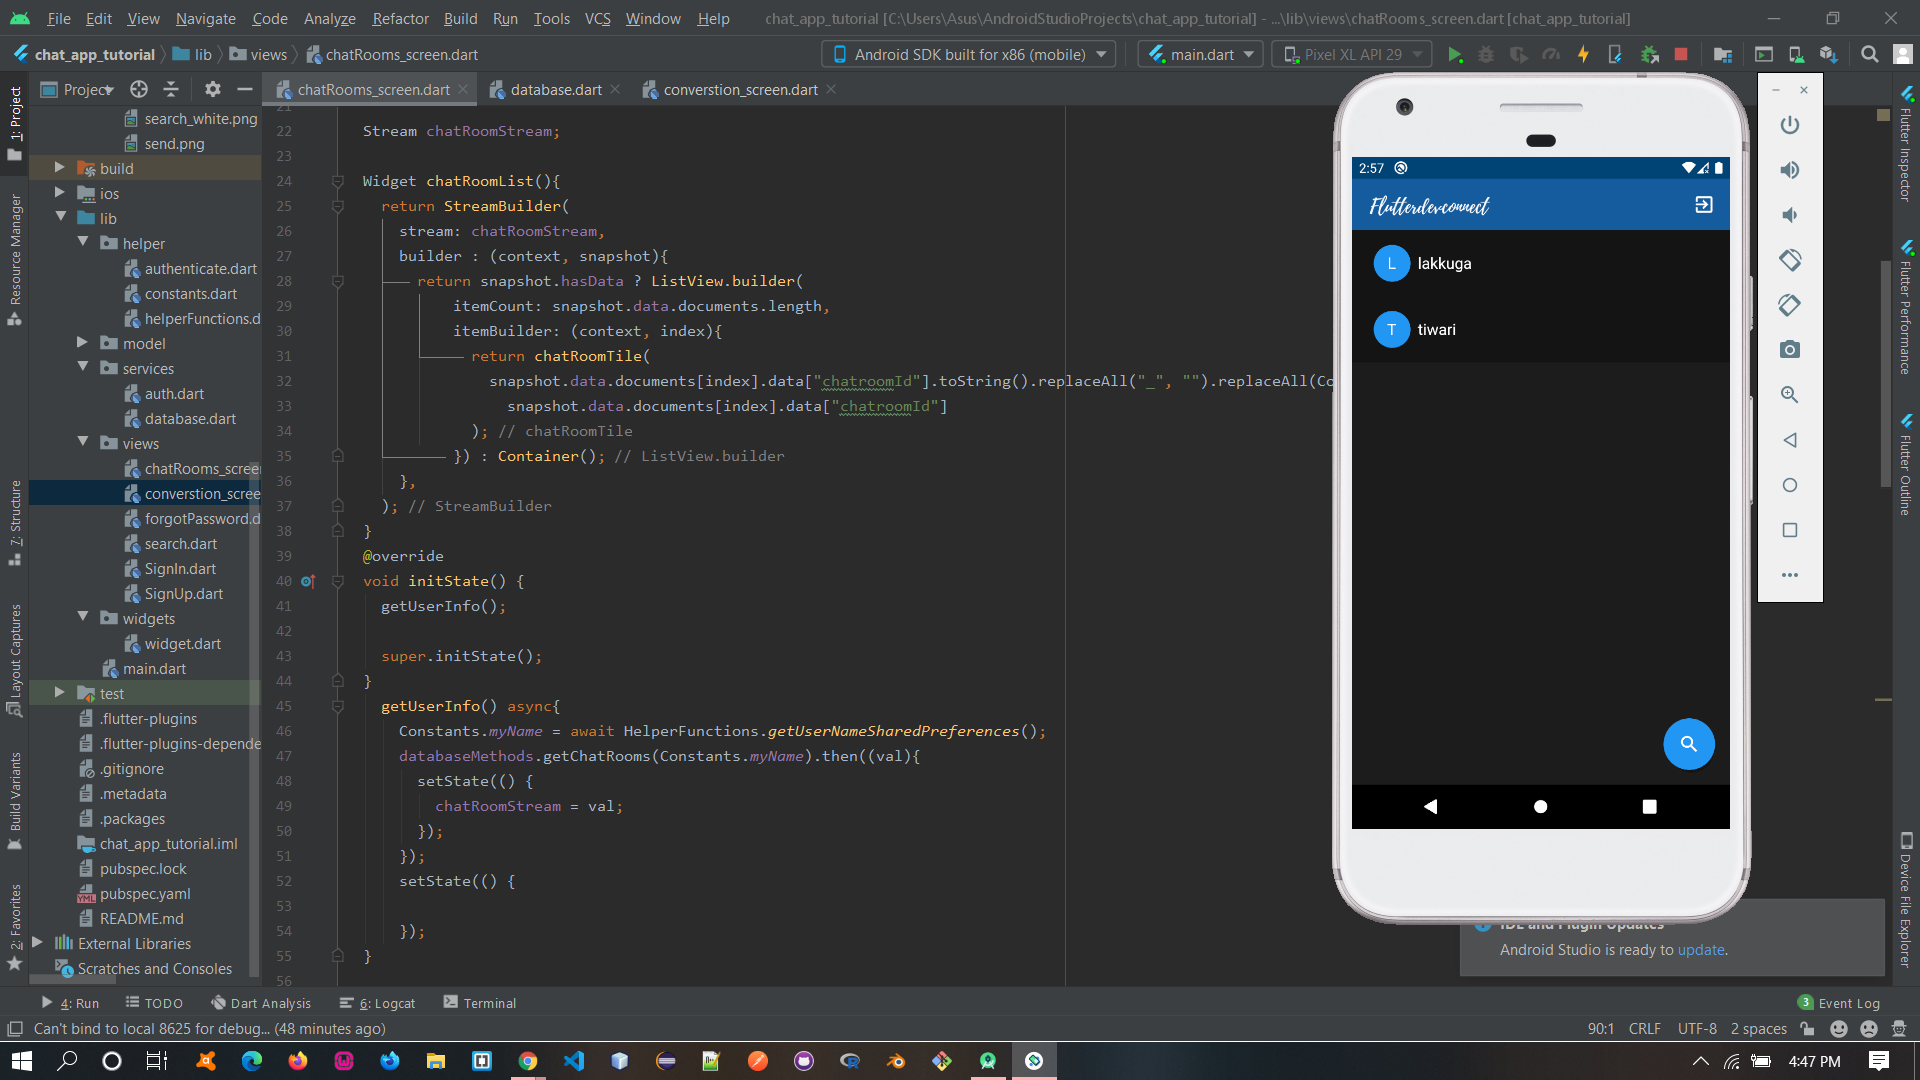 File Edit View Navigate Code Analyze Refactor Build Run Tools VCS Window Help chat_app_tutorial [C:\Users\Asus\AndroidStudioProjects\chat_app_tutorial] - ...\lib\views\chatRooms_screen.dart [chat_app_tutorial]
chat_app_tutorial lib views chatRooms_screen.dart Android SDK built for x86 (mobile) main.dart Pixel XL API 29
1: Project
Resource Manager
7: Structure
Layout Captures
Build Variants
2: Favorites
Project
search_white.png
send.png
build
ios
lib
helper
authenticate.dart
constants.dart
helperFunctions.d
model
services
auth.dart
database.dart
views
chatRooms_scree
converstion_scree
forgotPassword.d
search.dart
SignIn.dart
SignUp.dart
widgets
widget.dart
main.dart
test
.flutter-plugins
.flutter-plugins-depende
.gitignore
.metadata
.packages
chat_app_tutorial.iml
pubspec.lock
pubspec.yaml
README.md
External Libraries
Scratches and Consoles
chatRooms_screen.dart database.dart converstion_screen.dart
21
22 Stream chatRoomStream;
23
24 Widget chatRoomList(){
25 return StreamBuilder(
26 stream: chatRoomStream,
27 builder : (context, snapshot){
28 return snapshot.hasData ? ListView.builder(
29 itemCount: snapshot.data.documents.length,
30 itemBuilder: (context, index){
31 return chatRoomTile(
32 snapshot.data.documents[index].data["chatroomId"].toString().replaceAll("_", "").replaceAll(Co
33 snapshot.data.documents[index].data["chatroomId"]
34 ); // chatRoomTile
35 }) : Container(); // ListView.builder
36 },
37 ); // StreamBuilder
38 }
39 @override
40 void initState() {
41 getUserInfo();
42
43 super.initState();
44 }
45 getUserInfo() async{
46 Constants.myName = await HelperFunctions.getUserNameSharedPreferences();
47 databaseMethods.getChatRooms(Constants.myName).then((val){
48 setState(() {
49 chatRoomStream = val;
50 });
51 });
52 setState(() {
53
54 });
55 }
56
2:57
Flutterdevconnect
L lakkuga
T tiwari
IDE and Plugin Updates
Android Studio is ready to update.
Flutter Inspector
Flutter Performance
Flutter Outline
Device File Explorer
4: Run TODO Dart Analysis 6: Logcat Terminal 3 Event Log
Can't bind to local 8625 for debug... (48 minutes ago) 90:1 CRLF UTF-8 2 spaces
4:47 PM